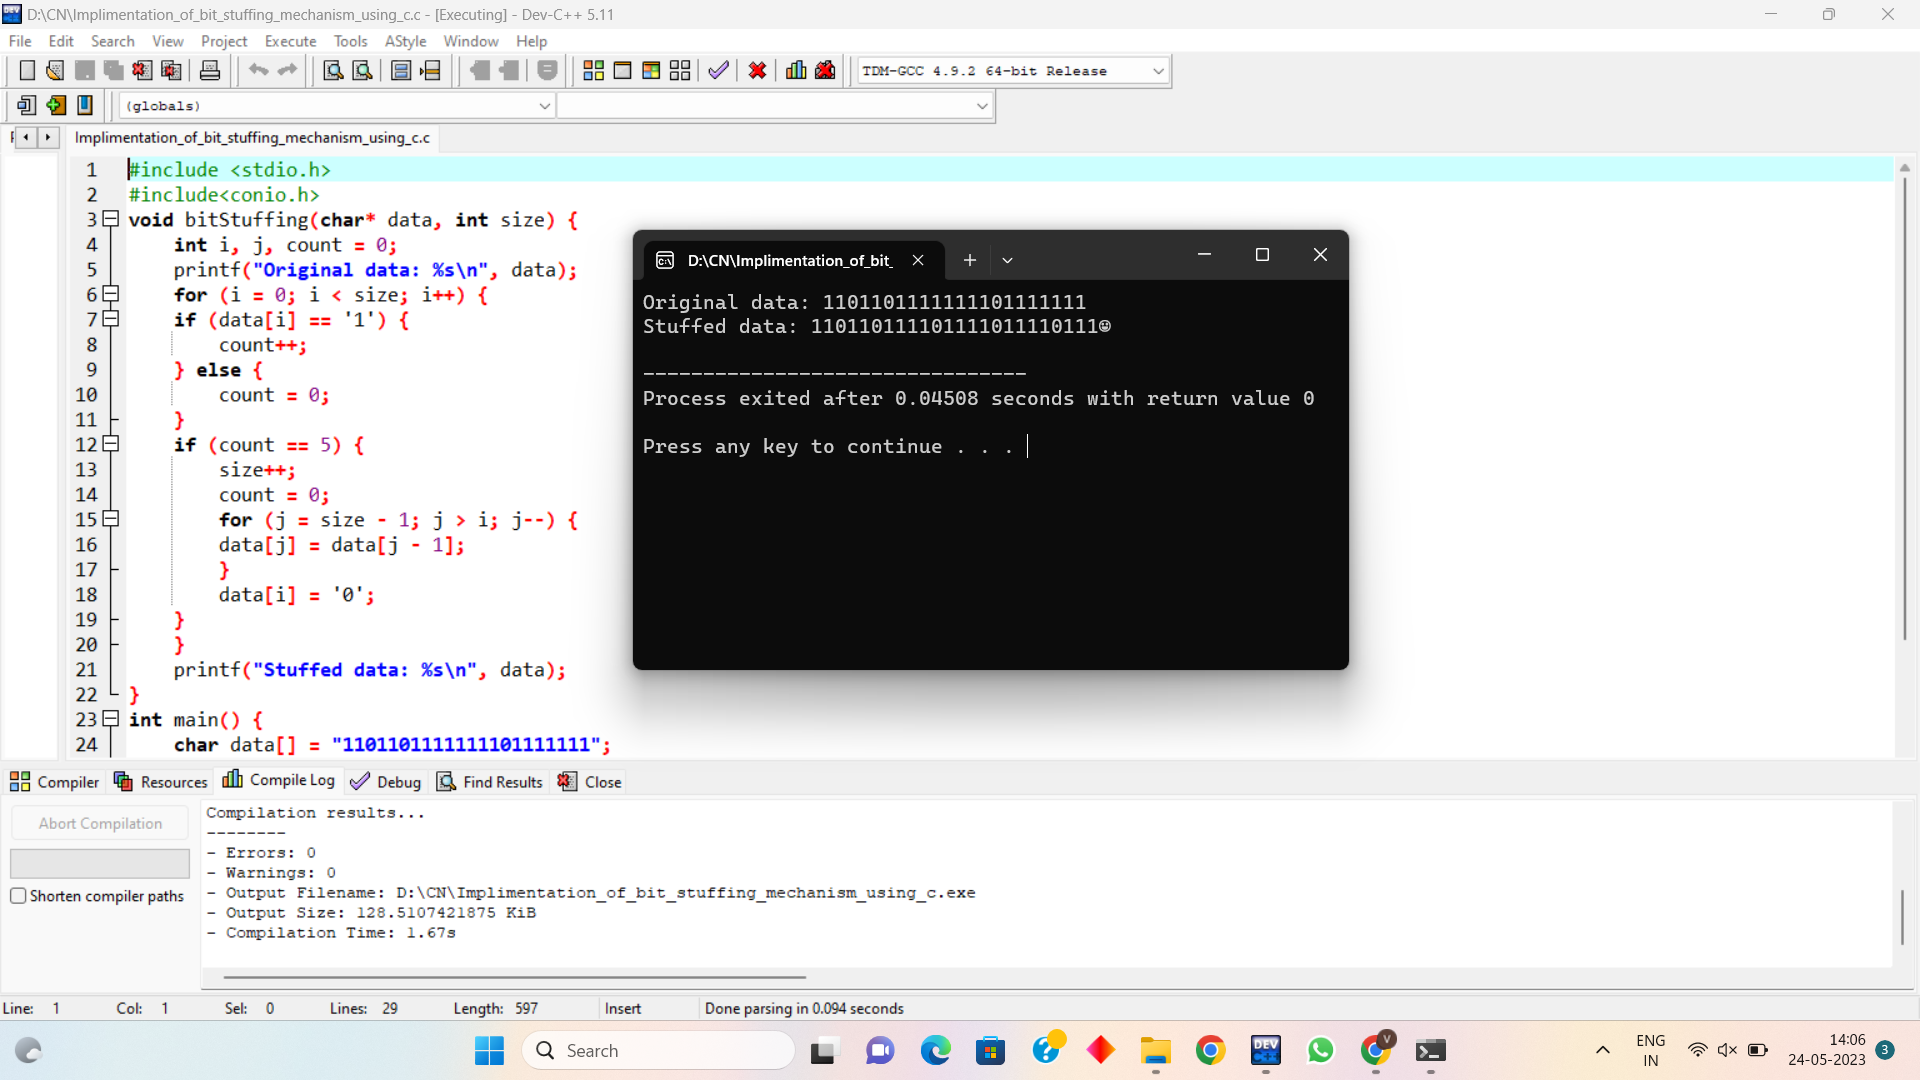 D:\CN\Implimentation_of_bit_stuffing_mechanism_using_c.c - [Executing] - Dev-C++ 5.11
File Edit Search View Project Execute Tools AStyle Window Help
TDM-GCC 4.9.2 64-bit Release
(globals)
Implimentation_of_bit_stuffing_mechanism_using_c.c
1 #include <stdio.h>
2 #include<conio.h>
3 void bitStuffing(char* data, int size) {
4 int i, j, count = 0;
5 printf("Original data: %s\n", data);
6 for (i = 0; i < size; i++) {
7 if (data[i] == '1') {
8 count++;
9 } else {
10 count = 0;
11 }
12 if (count == 5) {
13 size++;
14 count = 0;
15 for (j = size - 1; j > i; j--) {
16 data[j] = data[j - 1];
17 }
18 data[i] = '0';
19 }
20 }
21 printf("Stuffed data: %s\n", data);
22 }
23 int main() {
24 char data[] = "1101101111111101111111";
D:\CN\Implimentation_of_bit_
Original data: 1101101111111101111111
Stuffed data: 110110111101111011110111☺
--------------------------------
Process exited after 0.04508 seconds with return value 0
Press any key to continue . . .
Compiler Resources Compile Log Debug Find Results Close
Abort Compilation
Shorten compiler paths
Compilation results...
--------
- Errors: 0
- Warnings: 0
- Output Filename: D:\CN\Implimentation_of_bit_stuffing_mechanism_using_c.exe
- Output Size: 128.5107421875 KiB
- Compilation Time: 1.67s
Line: 1 Col: 1 Sel: 0 Lines: 29 Length: 597 Insert Done parsing in 0.094 seconds
Search
DEV
V
ENG
IN
14:06
24-05-2023
3